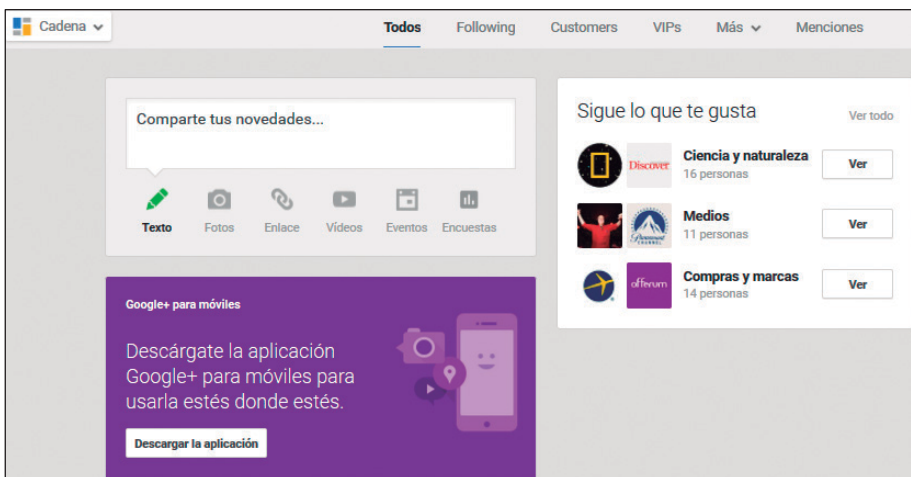 Cadena Todos Following Customers VIPs Más Menciones
Comparte tus novedades...
Texto Fotos Enlace Vídeos Eventos Encuestas
Google+ para móviles
Descárgate la aplicación
Google+ para móviles para
usarla estés donde estés.
Descargar la aplicación
Sigue lo que te gusta Ver todo
Discover Ciencia y naturaleza Ver
16 personas
Paramount CHANNEL Medios Ver
11 personas
offerum Compras y marcas Ver
14 personas